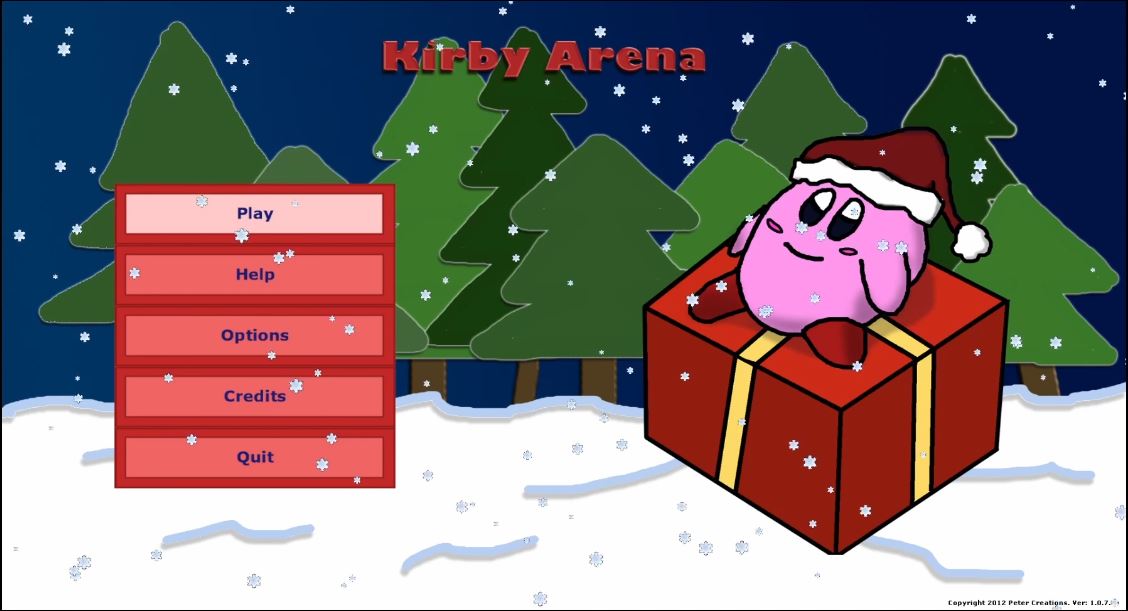 Kirby Arena
Play
Help
Options
Credits
Quit
Copyright 2012 Peter Creations. Ver: 1.0.7.